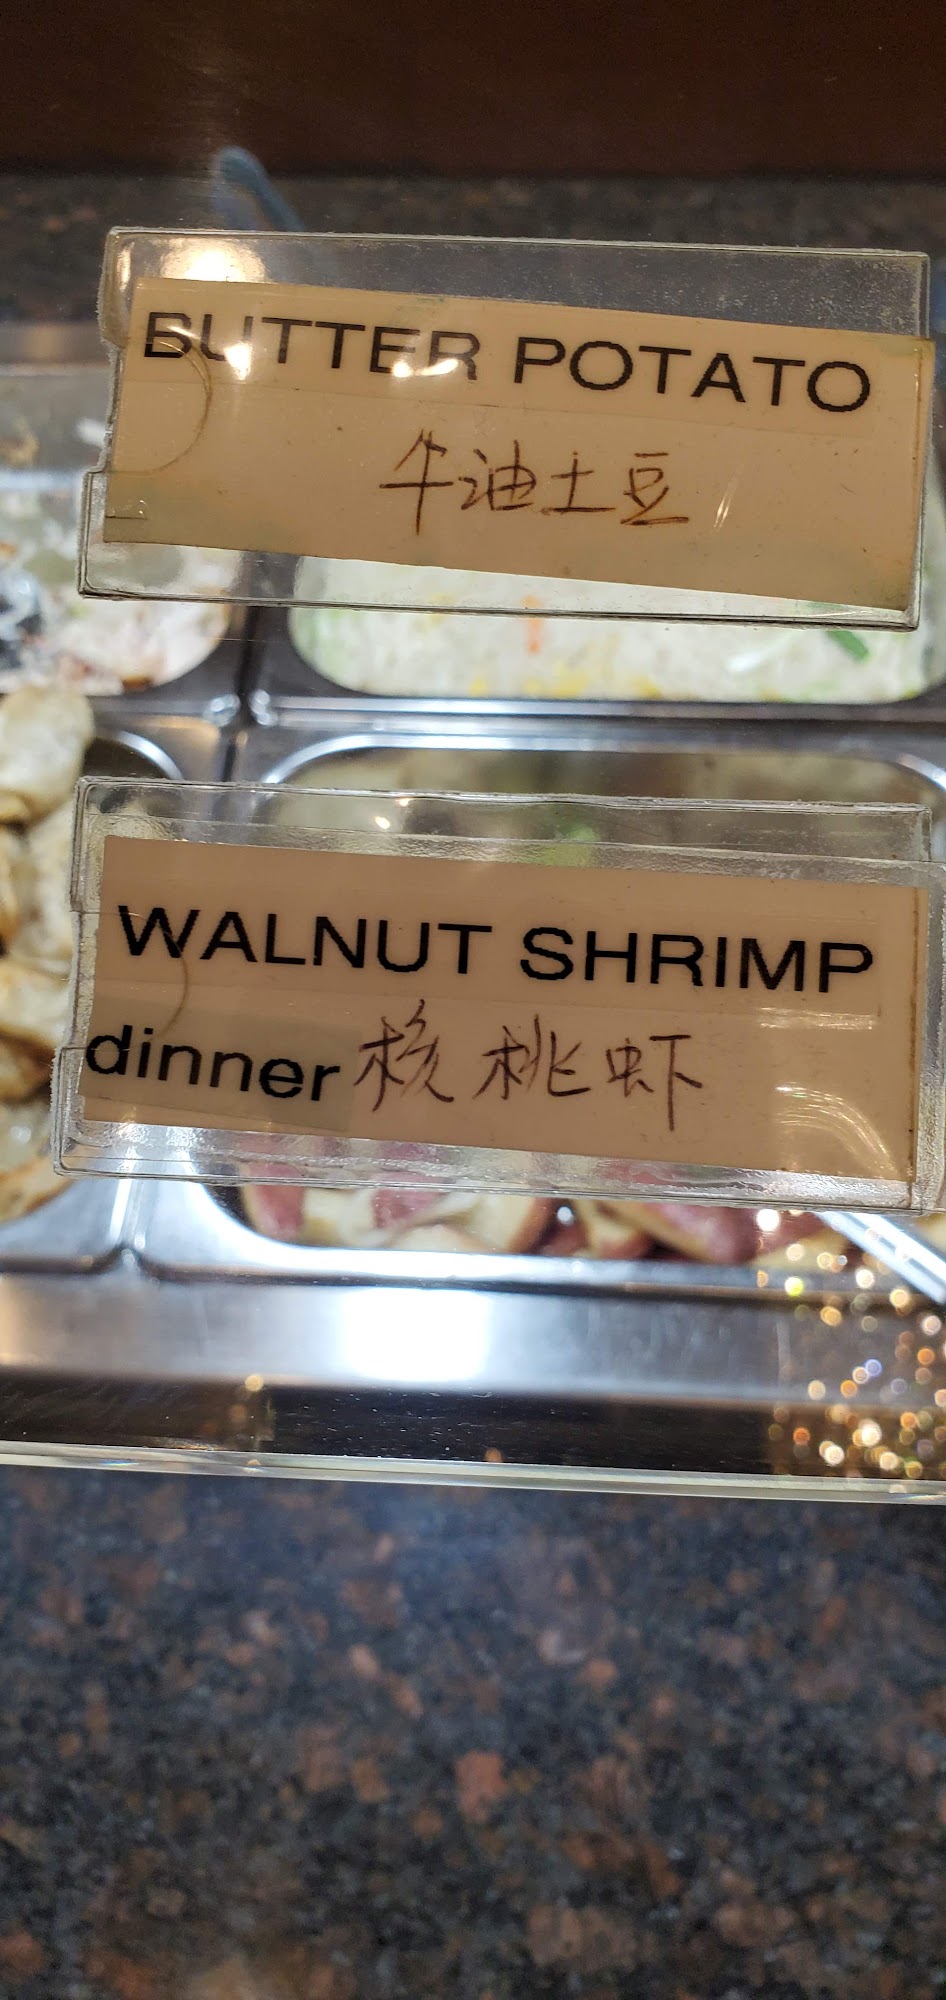 BUTTER POTATO
牛油土豆
WALNUT SHRIMP
dinner 核桃虾